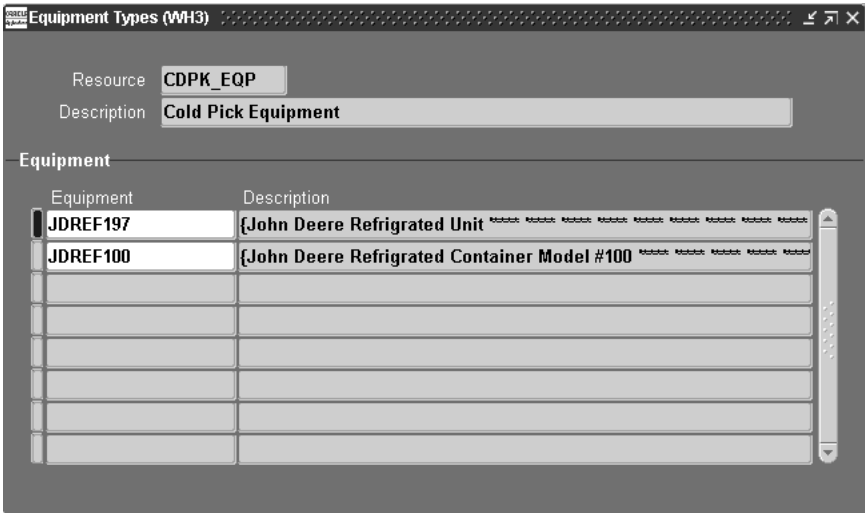 Equipment Types (WH3)
Resource CDPK_EQP
Description Cold Pick Equipment
Equipment
Equipment Description
JDREF197 {John Deere Refrigrated Unit
JDREF100 {John Deere Refrigrated Container Model #100